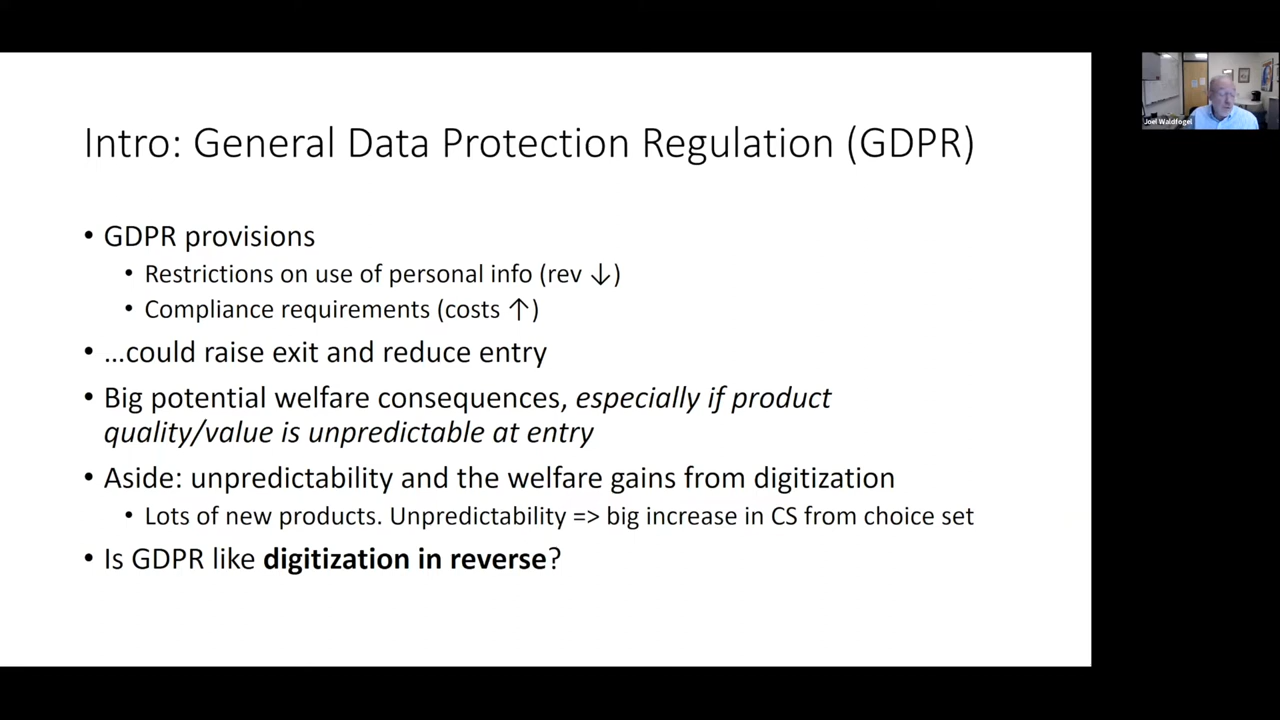 Intro: General Data Protection Regulation (GDPR)
• GDPR provisions
• Restrictions on use of personal info (rev ↓)
• Compliance requirements (costs ↑)
• …could raise exit and reduce entry
• Big potential welfare consequences, especially if product
quality/value is unpredictable at entry
• Aside: unpredictability and the welfare gains from digitization
• Lots of new products. Unpredictability => big increase in CS from choice set
• Is GDPR like digitization in reverse?
Joel Waldfogel